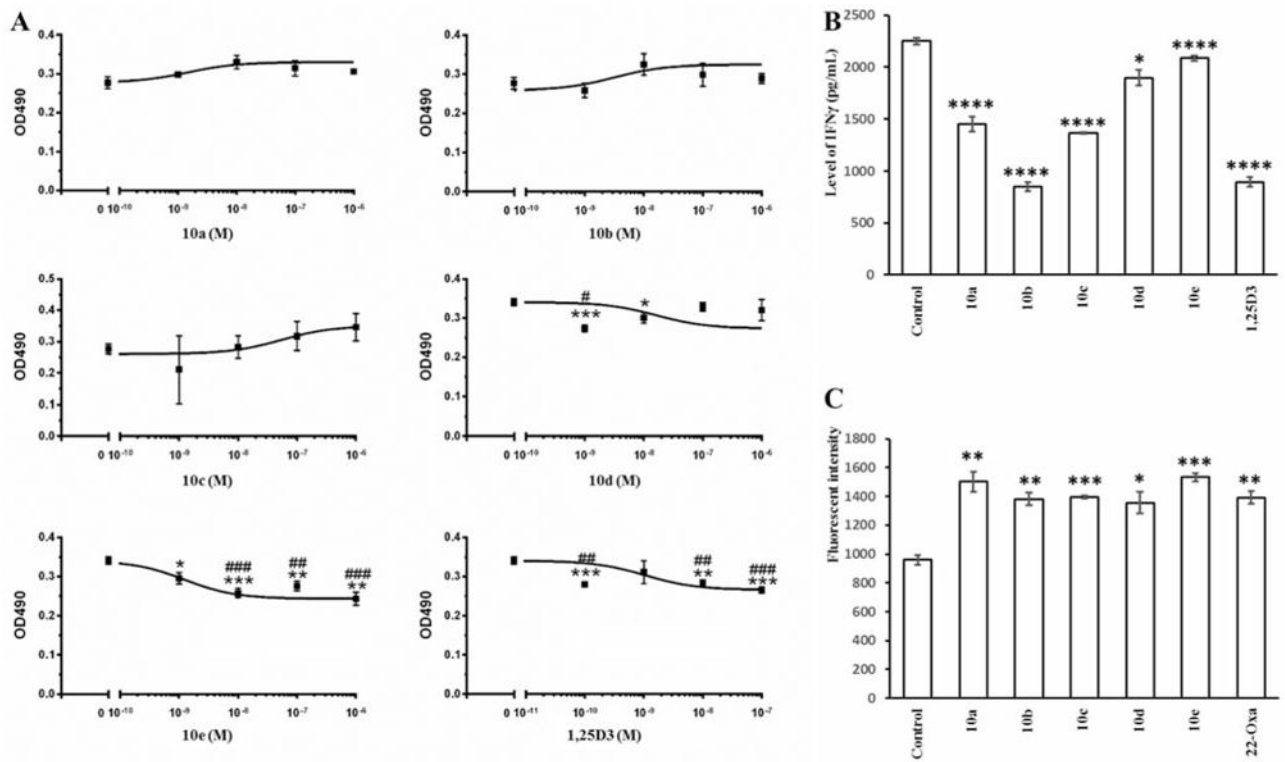 A
OD490
0.4
0.3
0.2
0.1
0.0
0 10⁻¹⁰ 10⁻⁹ 10⁻⁸ 10⁻⁷ 10⁻⁶
10a (M)
OD490
0.4
0.3
0.2
0.1
0.0
0 10⁻¹⁰ 10⁻⁹ 10⁻⁸ 10⁻⁷ 10⁻⁶
10b (M)
OD490
0.5
0.4
0.3
0.2
0.1
0.0
0 10⁻¹⁰ 10⁻⁹ 10⁻⁸ 10⁻⁷ 10⁻⁶
10c (M)
OD490
0.4
0.3
0.2
0.1
0.0
#
*** *
0 10⁻¹⁰ 10⁻⁹ 10⁻⁸ 10⁻⁷ 10⁻⁶
10d (M)
OD490
0.4
0.3
0.2
0.1
0.0
### ## ###
* *** ** **
0 10⁻¹⁰ 10⁻⁹ 10⁻⁸ 10⁻⁷ 10⁻⁶
10e (M)
OD490
0.4
0.3
0.2
0.1
0.0
## ## ###
*** ** ***
0 10⁻¹¹ 10⁻¹⁰ 10⁻⁹ 10⁻⁸ 10⁻⁷
1,25D3 (M)
B
Level of IFNγ (pg/mL)
2500
2000
1500
1000
500
0
**** **** **** * **** ****
Control 10a 10b 10c 10d 10e 1,25D3
C
Fluorescent intensity
1800
1600
1400
1200
1000
800
600
400
200
0
** ** *** * *** **
Control 10a 10b 10c 10d 10e 22-Oxa